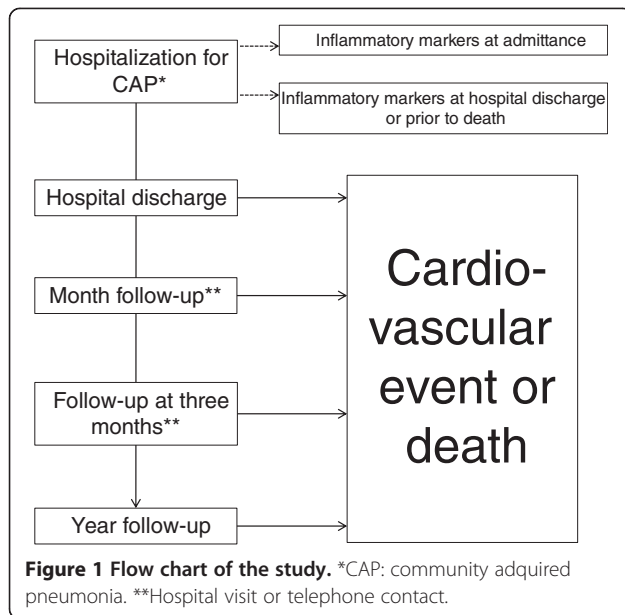 Hospitalization for
CAP*
Inflammatory markers at admittance
Inflammatory markers at hospital discharge
or prior to death
Hospital discharge
Month follow-up**
Follow-up at three
months**
Year follow-up
Cardio-
vascular
event or
death
Figure 1 Flow chart of the study. *CAP: community adquired
pneumonia. **Hospital visit or telephone contact.